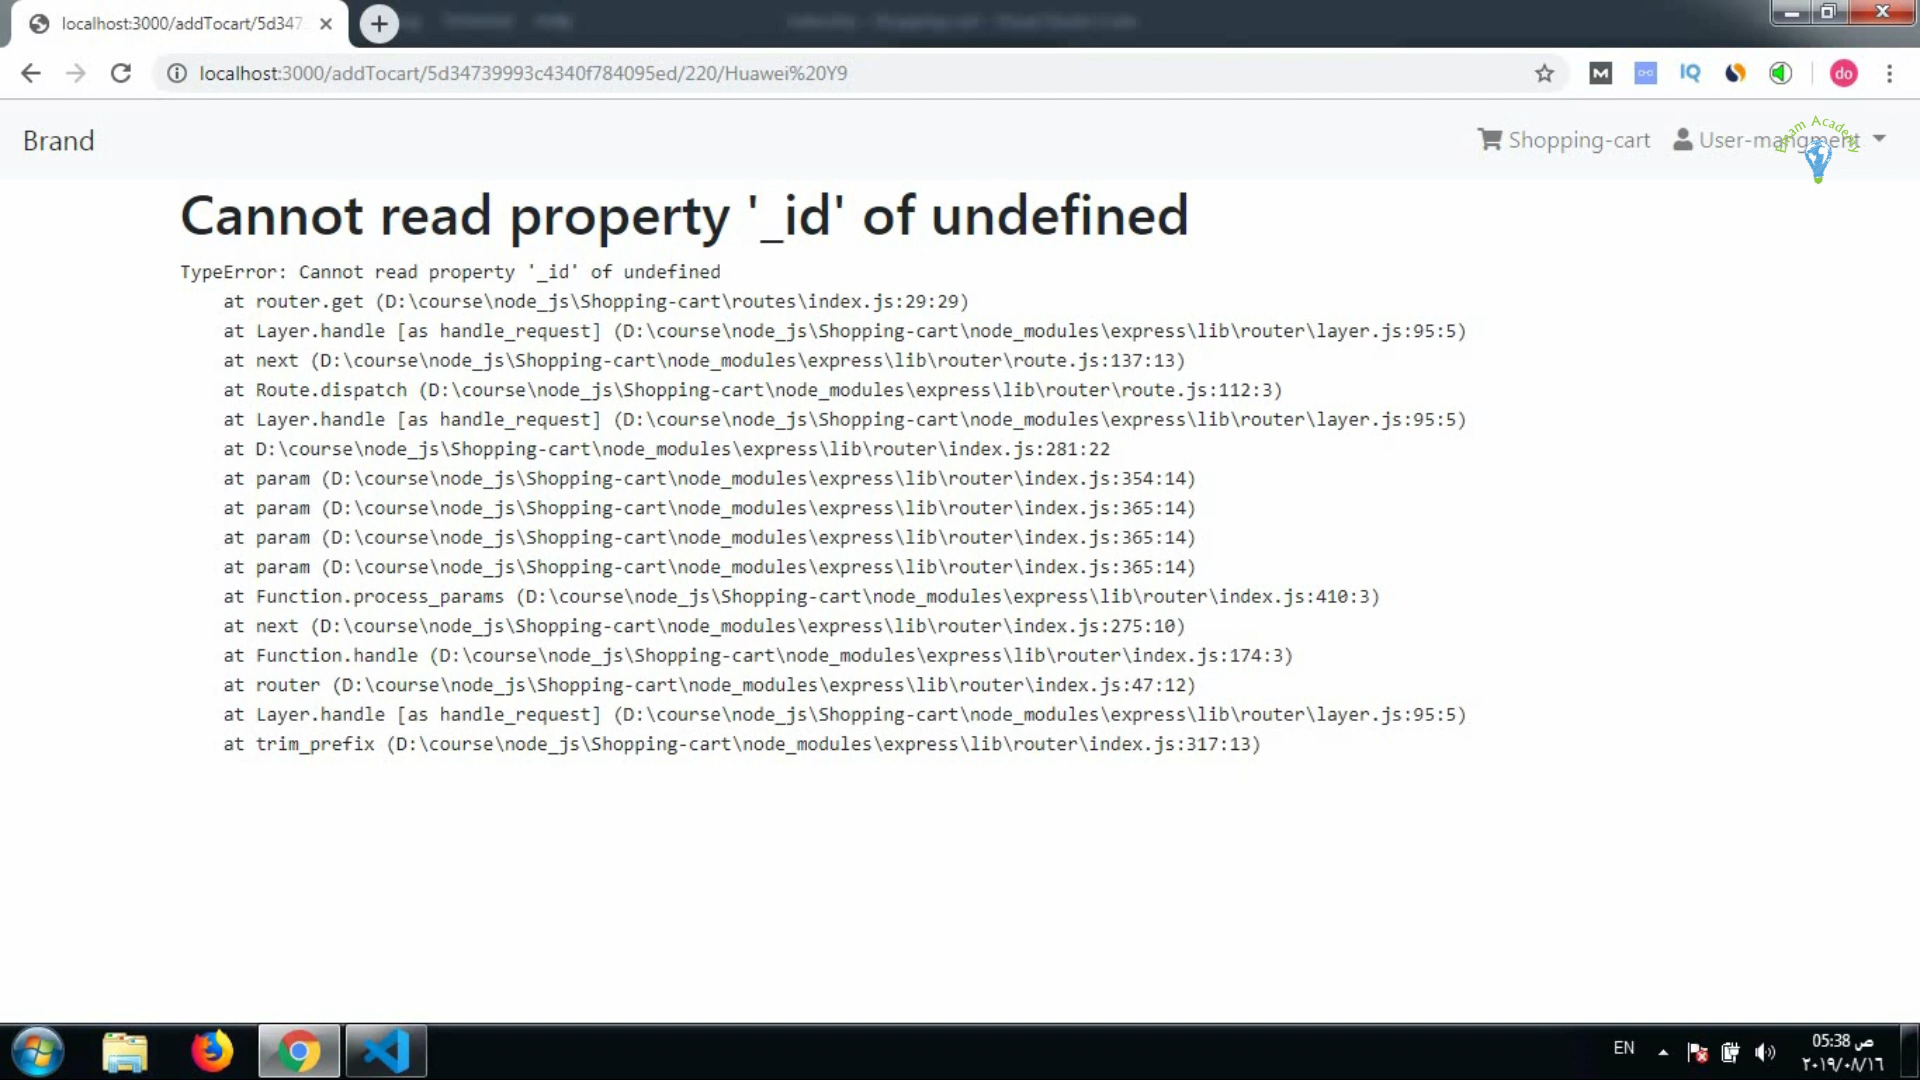 localhost:3000/addTocart/5d347
localhost:3000/addTocart/5d34739993c4340f784095ed/220/Huawei%20Y9
M
IQ
do
Brand
Shopping-cart
User-mangment
Enam Academy
Cannot read property '_id' of undefined
TypeError: Cannot read property '_id' of undefined
at router.get (D:\course\node_js\Shopping-cart\routes\index.js:29:29)
at Layer.handle [as handle_request] (D:\course\node_js\Shopping-cart\node_modules\express\lib\router\layer.js:95:5)
at next (D:\course\node_js\Shopping-cart\node_modules\express\lib\router\route.js:137:13)
at Route.dispatch (D:\course\node_js\Shopping-cart\node_modules\express\lib\router\route.js:112:3)
at Layer.handle [as handle_request] (D:\course\node_js\Shopping-cart\node_modules\express\lib\router\layer.js:95:5)
at D:\course\node_js\Shopping-cart\node_modules\express\lib\router\index.js:281:22
at param (D:\course\node_js\Shopping-cart\node_modules\express\lib\router\index.js:354:14)
at param (D:\course\node_js\Shopping-cart\node_modules\express\lib\router\index.js:365:14)
at param (D:\course\node_js\Shopping-cart\node_modules\express\lib\router\index.js:365:14)
at param (D:\course\node_js\Shopping-cart\node_modules\express\lib\router\index.js:365:14)
at Function.process_params (D:\course\node_js\Shopping-cart\node_modules\express\lib\router\index.js:410:3)
at next (D:\course\node_js\Shopping-cart\node_modules\express\lib\router\index.js:275:10)
at Function.handle (D:\course\node_js\Shopping-cart\node_modules\express\lib\router\index.js:174:3)
at router (D:\course\node_js\Shopping-cart\node_modules\express\lib\router\index.js:47:12)
at Layer.handle [as handle_request] (D:\course\node_js\Shopping-cart\node_modules\express\lib\router\layer.js:95:5)
at trim_prefix (D:\course\node_js\Shopping-cart\node_modules\express\lib\router\index.js:317:13)
EN
05:38 ص
٢٠١٩/٠٨/١٦